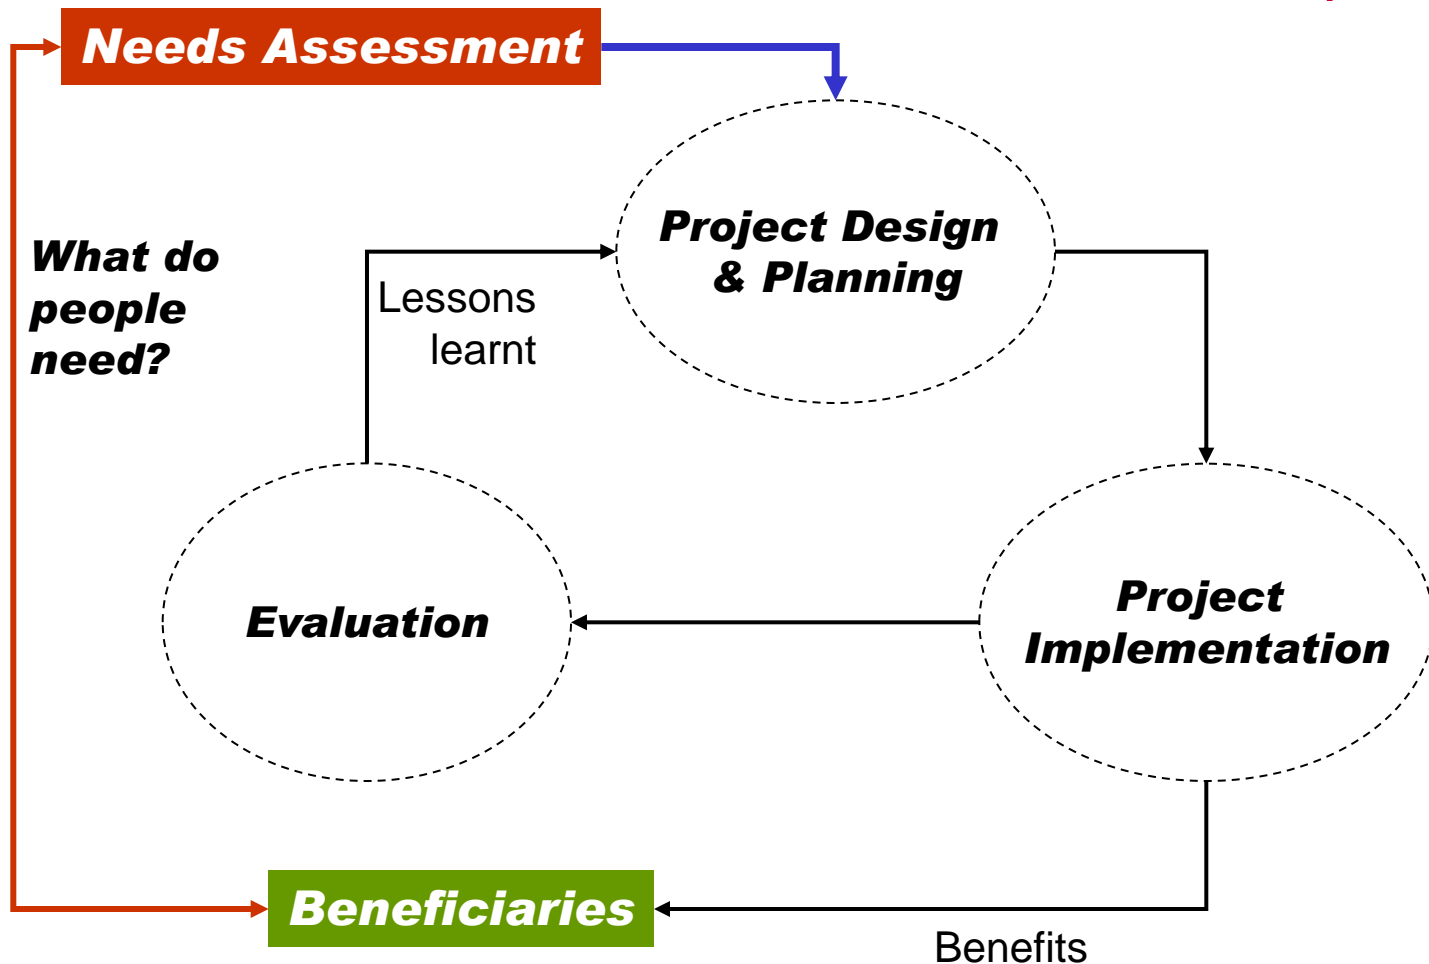 Needs Assessment
Project Design
& Planning
What do
people
need?
Lessons
learnt
Evaluation
Project
Implementation
Beneficiaries
Benefits